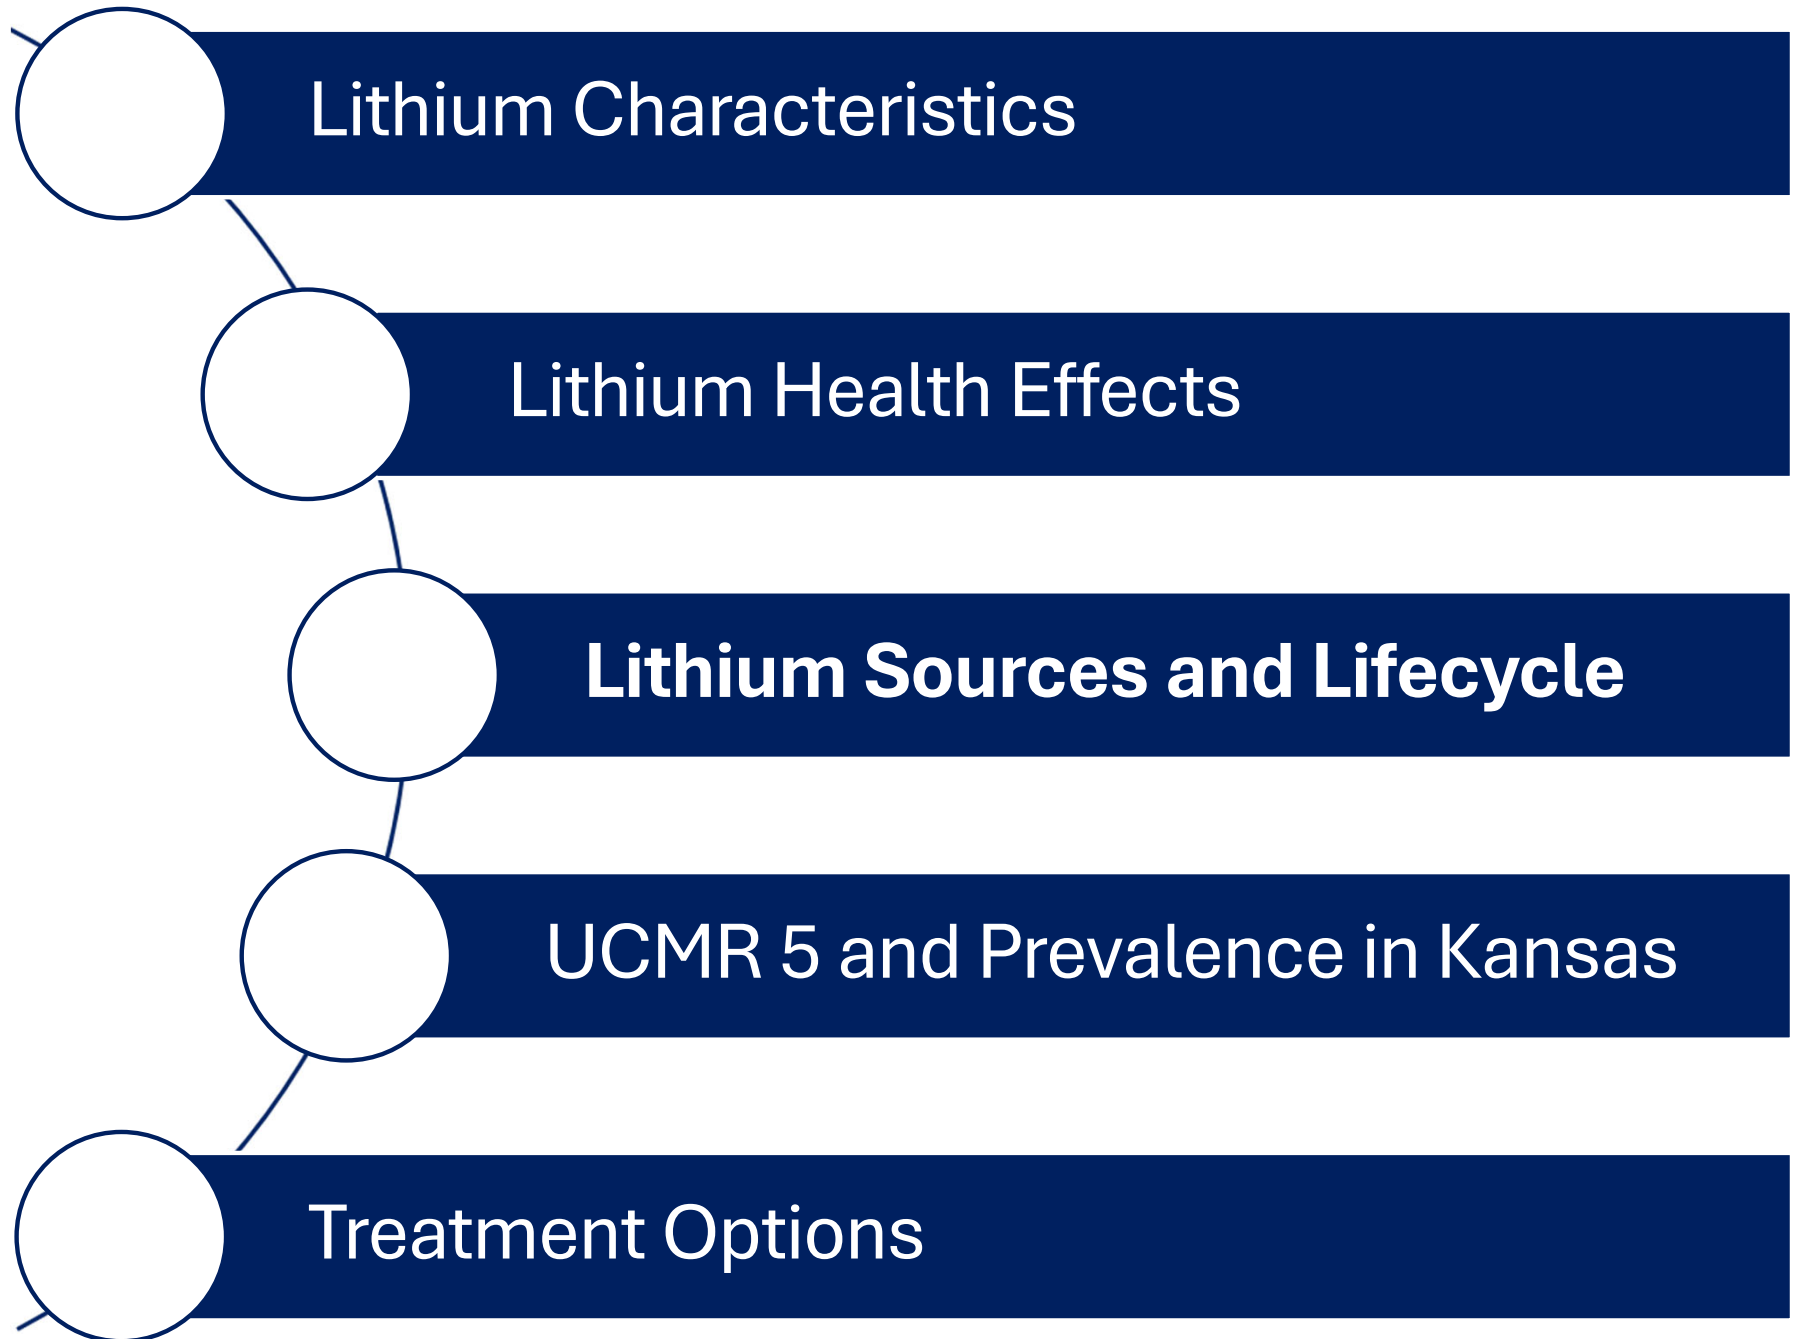 Lithium Characteristics
Lithium Health Effects
Lithium Sources and Lifecycle
UCMR 5 and Prevalence in Kansas
Treatment Options